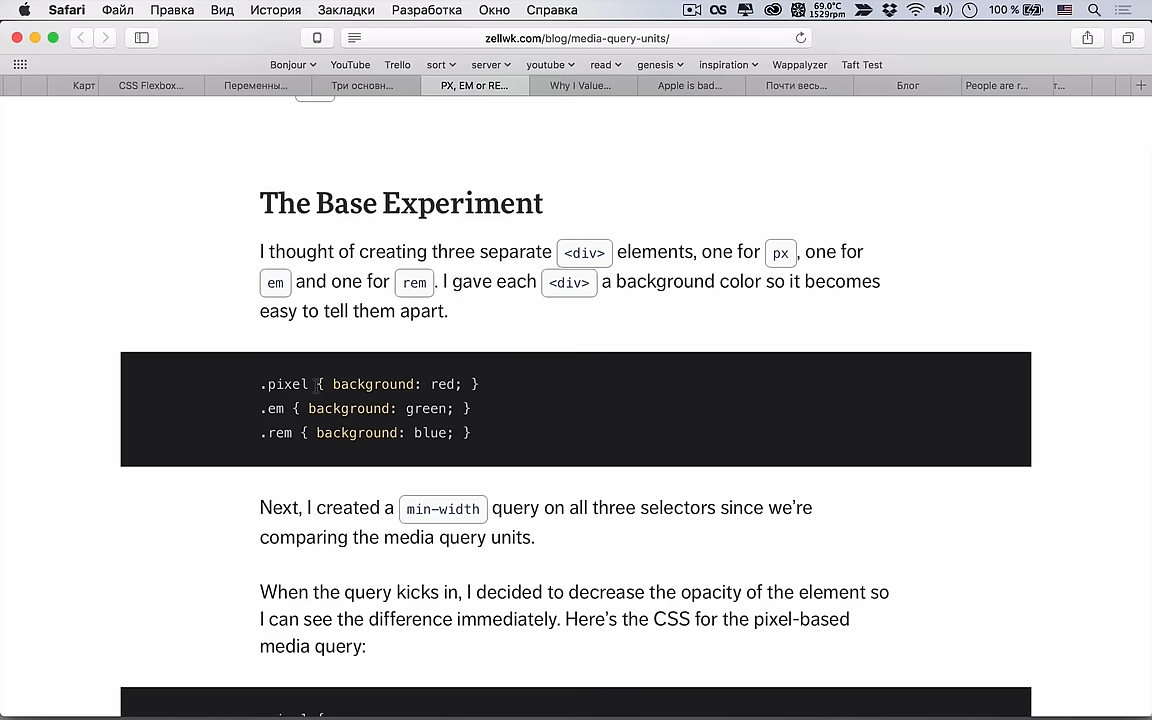 Safari Файл Правка Вид История Закладки Разработка Окно Справка OS 69.0°C 1529rpm 100 %
zellwk.com/blog/media-query-units/
Bonjour YouTube Trello sort server youtube read genesis inspiration Wappalyzer Taft Test
Карт CSS Flexbox... Переменны... Три основн... PX, EM or RE... Why I Value... Apple is bad... Почти весь... Блог People are r... т...
The Base Experiment
I thought of creating three separate <div> elements, one for px, one for
em and one for rem. I gave each <div> a background color so it becomes
easy to tell them apart.
.pixel { background: red; }
.em { background: green; }
.rem { background: blue; }
Next, I created a min-width query on all three selectors since we’re
comparing the media query units.
When the query kicks in, I decided to decrease the opacity of the element so
I can see the difference immediately. Here’s the CSS for the pixel-based
media query: